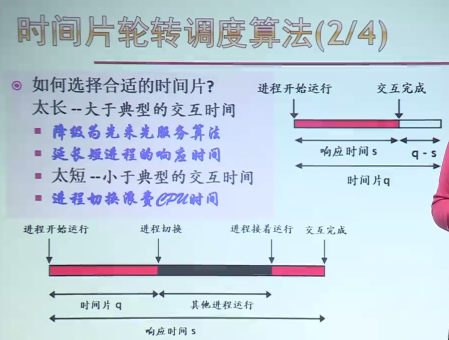 时间片轮转调度算法(2/4)
如何选择合适的时间片?
太长--大于典型的交互时间
降级为先来先服务算法
延长短进程的响应时间
太短--小于典型的交互时间
进程切换浪费CPU时间
进程开始运行 交互完成
响应时间s q - s
时间片q
进程开始运行 进程切换 进程接着运行 交互完成
时间片 q 其他进程运行
响应时间 s